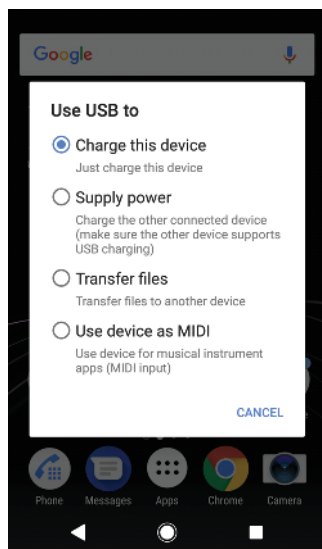 Google
Use USB to
Charge this device
Just charge this device
Supply power
Charge the other connected device
(make sure the other device supports
USB charging)
Transfer files
Transfer files to another device
Use device as MIDI
Use device for musical instrument
apps (MIDI input)
CANCEL
Phone Messages Apps Chrome Camera